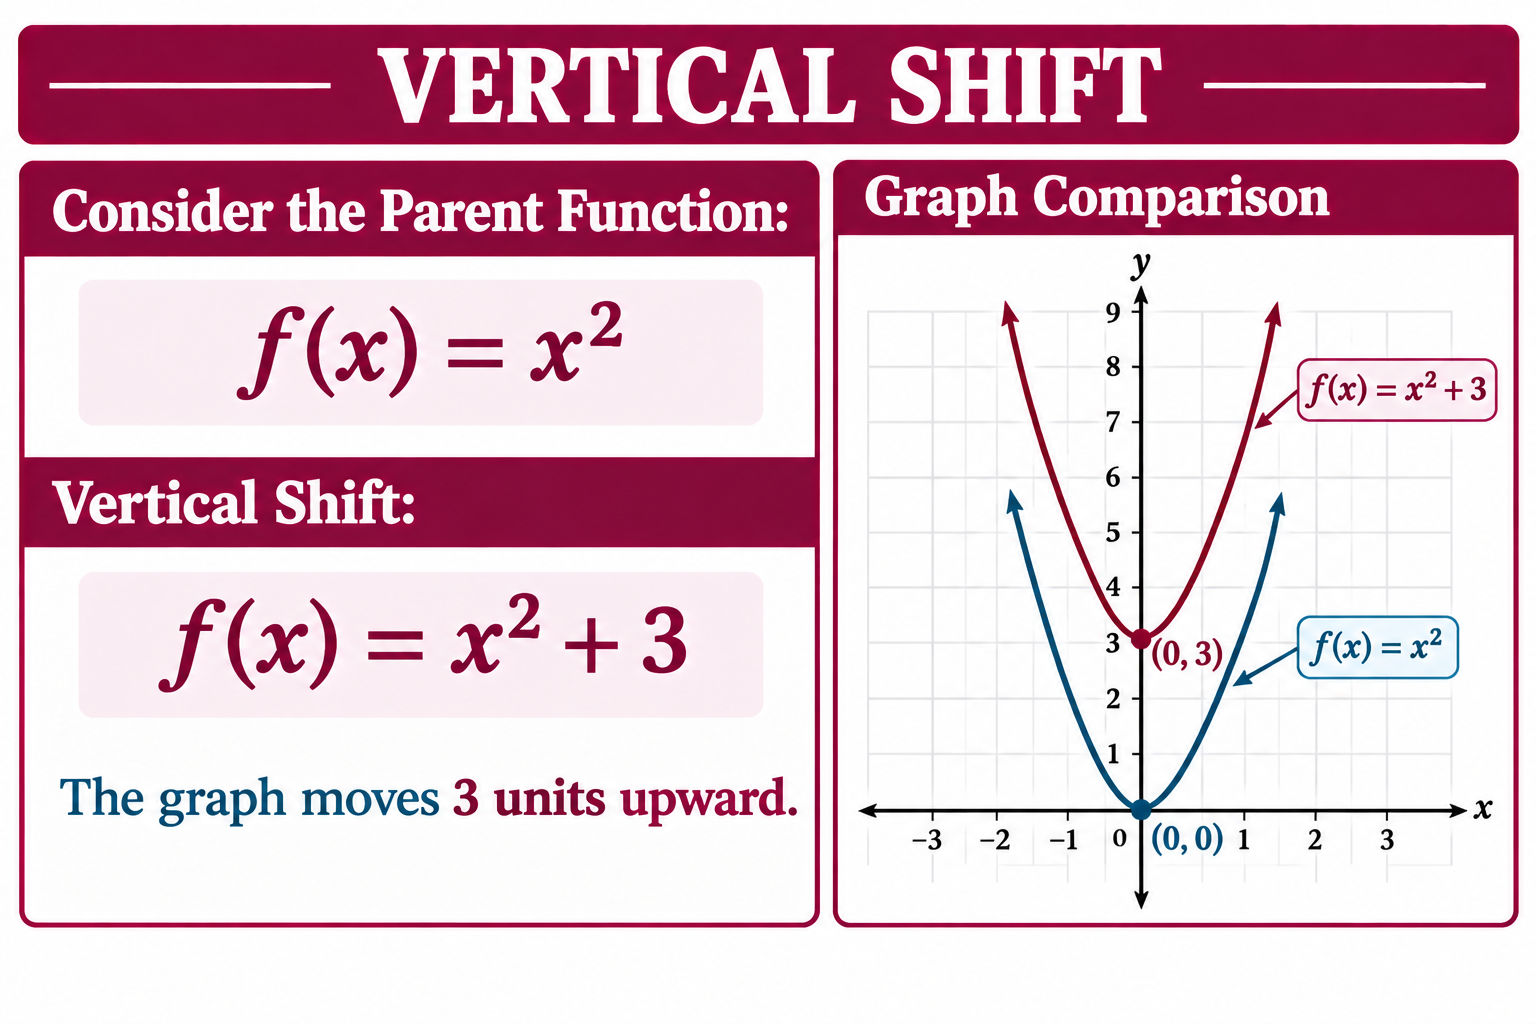 VERTICAL SHIFT
Consider the Parent Function:
f(x) = x²
Vertical Shift:
f(x) = x² + 3
The graph moves 3 units upward.
Graph Comparison
y
9
8
7
6
5
4
3
2
1
f(x) = x² + 3
(0, 3)
f(x) = x²
x
−3 −2 −1 0 (0, 0) 1 2 3